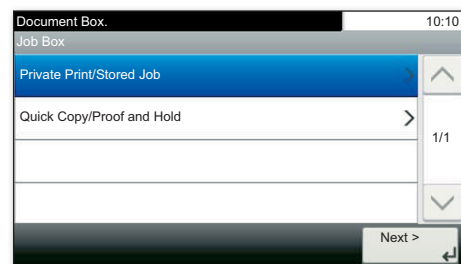 Document Box. 10:10
Job Box
Private Print/Stored Job
Quick Copy/Proof and Hold
1/1
Next >